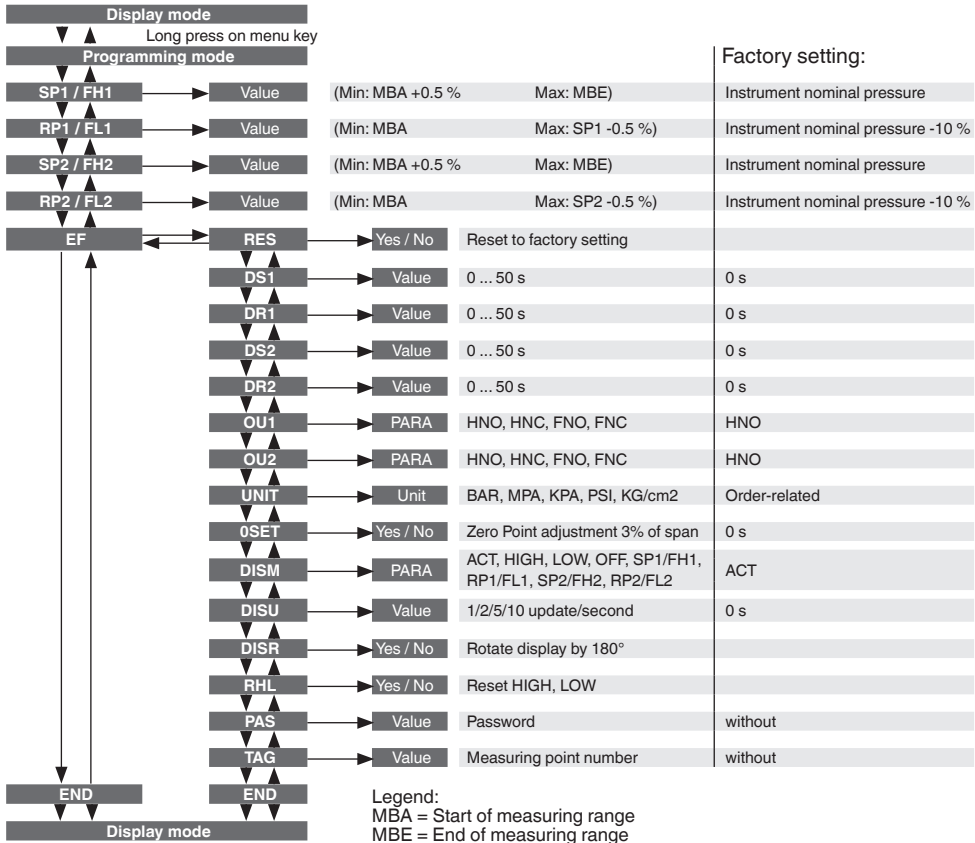 Display mode
Long press on menu key
Programming mode
Factory setting:
SP1 / FH1 Value (Min: MBA +0.5 % Max: MBE) Instrument nominal pressure
RP1 / FL1 Value (Min: MBA Max: SP1 -0.5 %) Instrument nominal pressure -10 %
SP2 / FH2 Value (Min: MBA +0.5 % Max: MBE) Instrument nominal pressure
RP2 / FL2 Value (Min: MBA Max: SP2 -0.5 %) Instrument nominal pressure -10 %
EF RES Yes / No Reset to factory setting
DS1 Value 0 ... 50 s 0 s
DR1 Value 0 ... 50 s 0 s
DS2 Value 0 ... 50 s 0 s
DR2 Value 0 ... 50 s 0 s
OU1 PARA HNO, HNC, FNO, FNC HNO
OU2 PARA HNO, HNC, FNO, FNC HNO
UNIT Unit BAR, MPA, KPA, PSI, KG/cm2 Order-related
0SET Yes / No Zero Point adjustment 3% of span 0 s
DISM PARA ACT, HIGH, LOW, OFF, SP1/FH1, ACT
RP1/FL1, SP2/FH2, RP2/FL2
DISU Value 1/2/5/10 update/second 0 s
DISR Yes / No Rotate display by 180°
RHL Yes / No Reset HIGH, LOW
PAS Value Password without
TAG Value Measuring point number without
END END
Display mode
Legend:
MBA = Start of measuring range
MBE = End of measuring range